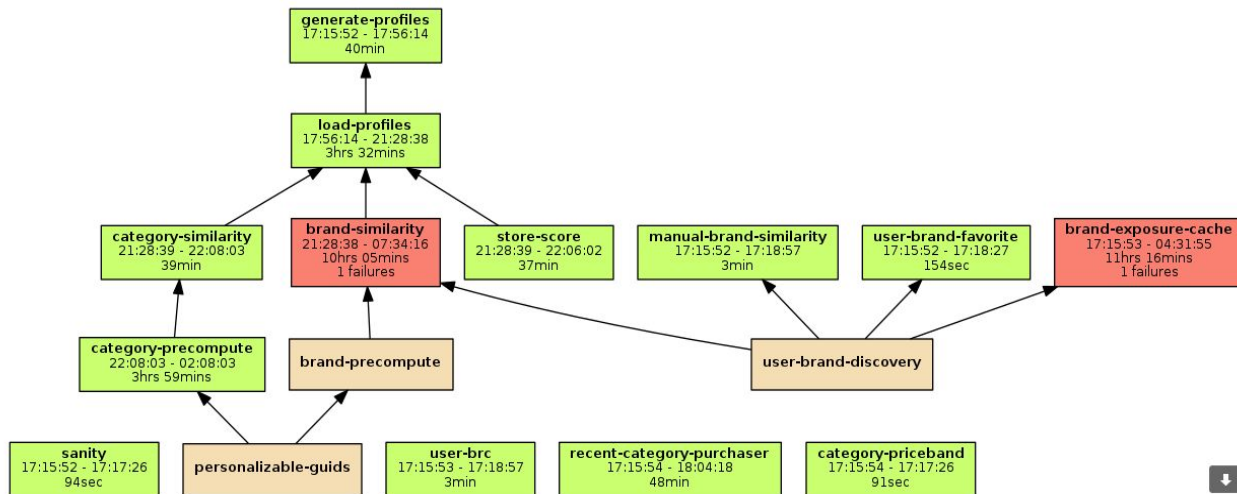 generate-profiles
17:15:52 - 17:56:14
40min
load-profiles
17:56:14 - 21:28:38
3hrs 32mins
category-similarity
21:28:39 - 22:08:03
39min
brand-similarity
21:28:38 - 07:34:16
10hrs 05mins
1 failures
store-score
21:28:39 - 22:06:02
37min
manual-brand-similarity
17:15:52 - 17:18:57
3min
user-brand-favorite
17:15:52 - 17:18:27
154sec
brand-exposure-cache
17:15:53 - 04:31:55
11hrs 16mins
1 failures
category-precompute
22:08:03 - 02:08:03
3hrs 59mins
brand-precompute
user-brand-discovery
sanity
17:15:52 - 17:17:26
94sec
personalizable-guids
user-brc
17:15:53 - 17:18:57
3min
recent-category-purchaser
17:15:54 - 18:04:18
48min
category-priceband
17:15:54 - 17:17:26
91sec